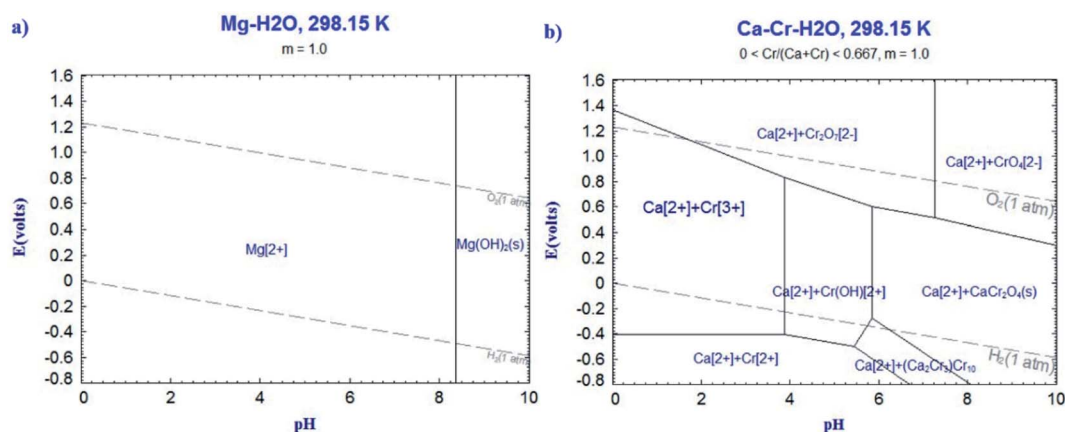 a)
Mg-H2O, 298.15 K
m = 1.0
1.6
1.4
1.2
1.0
0.8
0.6
0.4
0.2
0
-0.2
-0.4
-0.6
-0.8
E(volts)
0 2 4 6 8 10
pH
Mg[2+]
Mg(OH)₂(s)
O₂(1 atm)
H₂(1 atm)
b)
Ca-Cr-H2O, 298.15 K
0 < Cr/(Ca+Cr) < 0.667, m = 1.0
1.6
1.4
1.2
1.0
0.8
0.6
0.4
0.2
0
-0.2
-0.4
-0.6
-0.8
E(volts)
0 2 4 6 8 10
pH
Ca[2+]+Cr₂O₇[2-]
Ca[2+]+CrO₄[2-]
O₂(1 atm)
Ca[2+]+Cr[3+]
Ca[2+]+Cr(OH)[2+]
Ca[2+]+CaCr₂O₄(s)
H₂(1 atm)
Ca[2+]+Cr[2+]
Ca[2+]+(Ca₂Cr₃)Cr₁₀